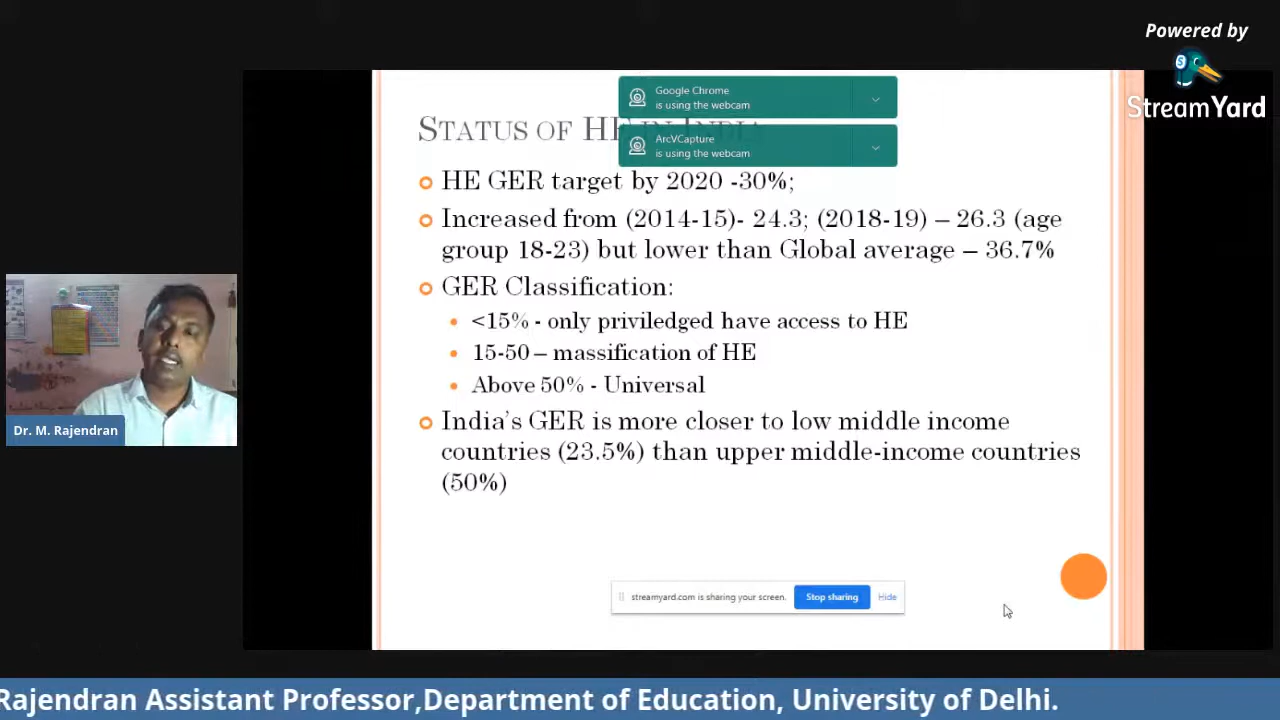 Powered by
StreamYard
Google Chrome
is using the webcam
ArcVCapture
is using the webcam
STATUS OF HE IN INDIA
HE GER target by 2020 -30%;
Increased from (2014-15)- 24.3; (2018-19) – 26.3 (age
group 18-23) but lower than Global average – 36.7%
GER Classification:
<15% - only priviledged have access to HE
15-50 – massification of HE
Above 50% - Universal
India's GER is more closer to low middle income
countries (23.5%) than upper middle-income countries
(50%)
Dr. M. Rajendran
streamyard.com is sharing your screen. Stop sharing Hide
Rajendran Assistant Professor,Department of Education, University of Delhi.